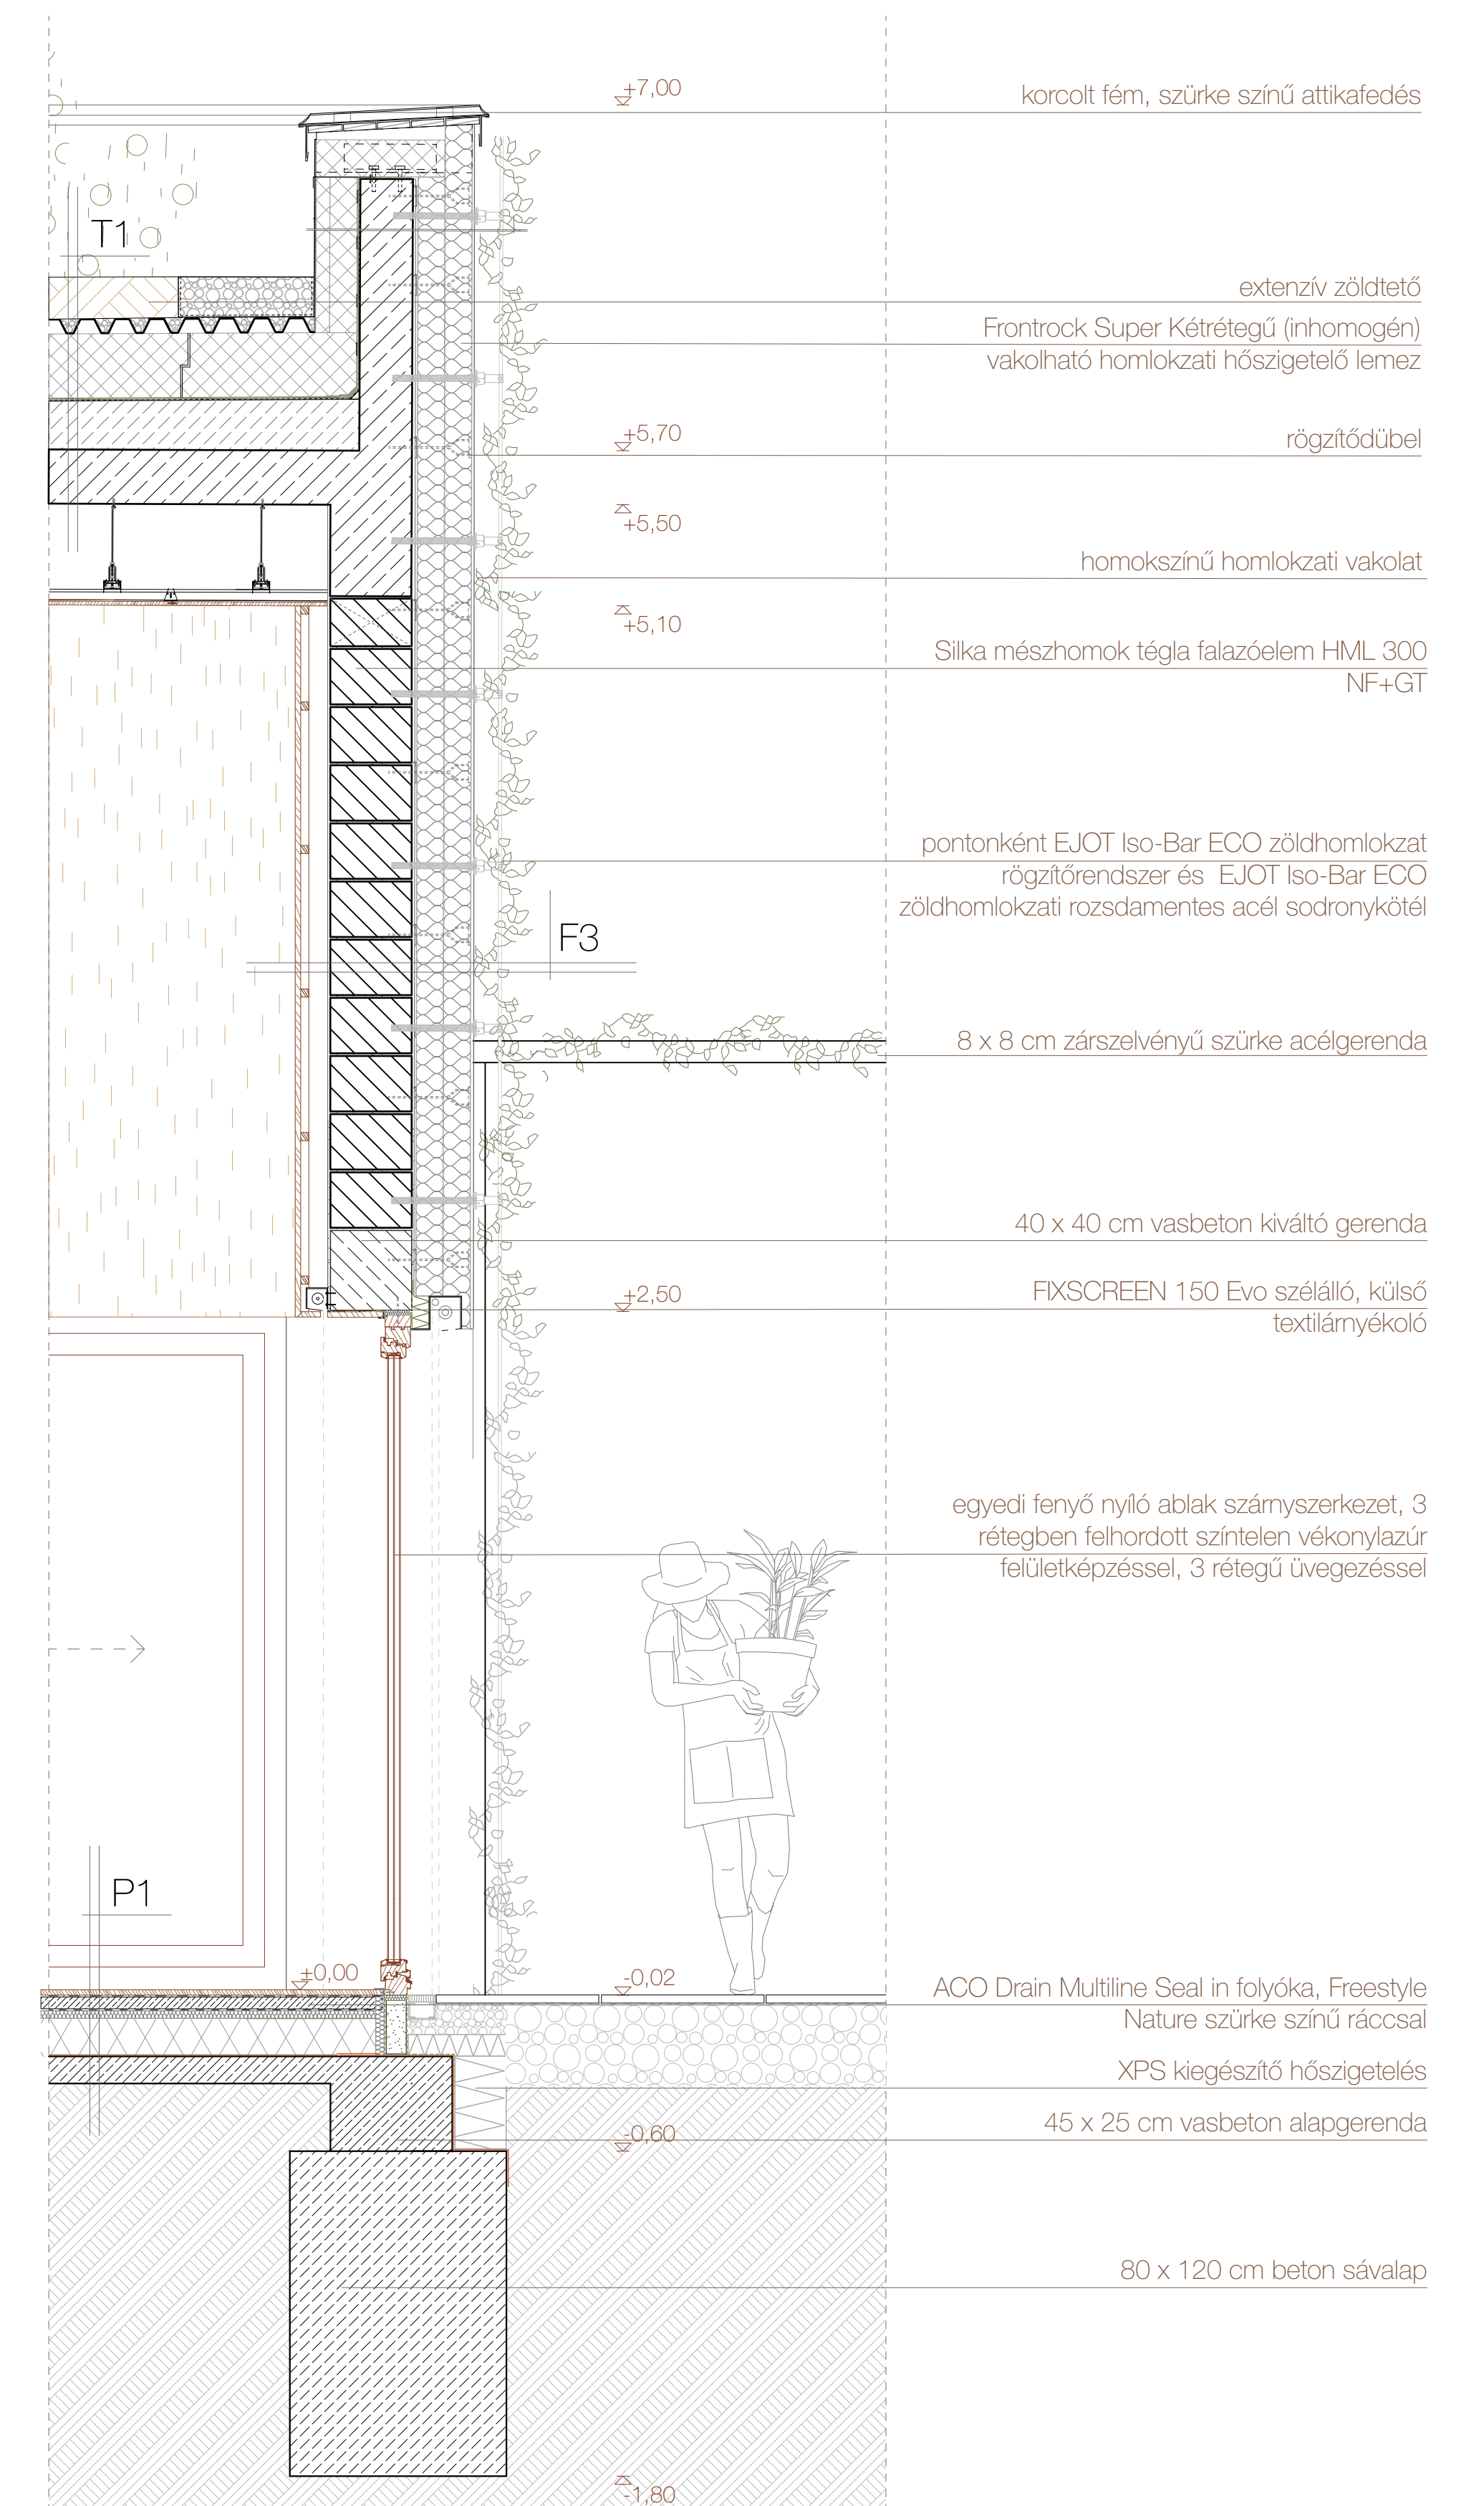 +7,00
korcolt fém, szürke színű attikafedés
T1
extenzív zöldtető
Frontrock Super Kétrétegű (inhomogén)
vakolható homlokzati hőszigetelő lemez
+5,70
rögzítődübel
+5,50
homokszínű homlokzati vakolat
+5,10
Silka mészhomok tégla falazóelem HML 300
NF+GT
pontonként EJOT Iso-Bar ECO zöldhomlokzat
rögzítőrendszer és EJOT Iso-Bar ECO
zöldhomlokzati rozsdamentes acél sodronykötél
F3
8 x 8 cm zárszelvényű szürke acélgerenda
40 x 40 cm vasbeton kiváltó gerenda
+2,50
FIXSCREEN 150 Evo szélálló, külső
textilárnyékoló
egyedi fenyő nyíló ablak szárnyszerkezet, 3
rétegben felhordott színtelen vékonylazúr
felületképzéssel, 3 rétegű üvegezéssel
P1
±0,00
-0,02
ACO Drain Multiline Seal in folyóka, Freestyle
Nature szürke színű ráccsal
XPS kiegészítő hőszigetelés
45 x 25 cm vasbeton alapgerenda
-0,60
80 x 120 cm beton sávalap
-1,80